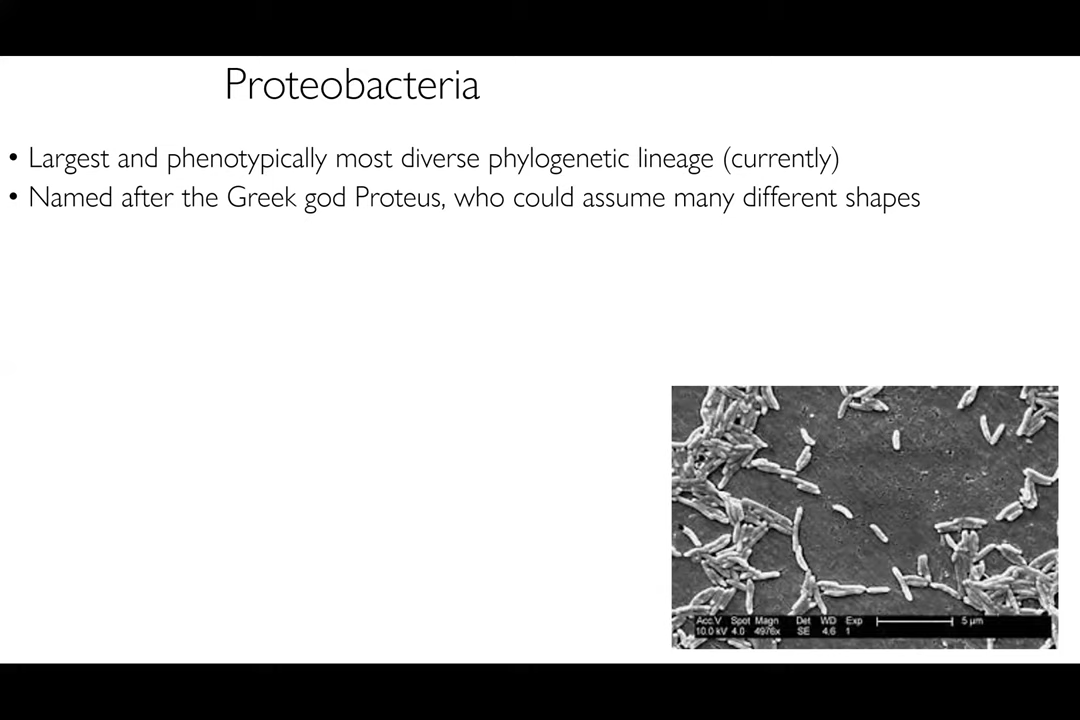 Proteobacteria
• Largest and phenotypically most diverse phylogenetic lineage (currently)
• Named after the Greek god Proteus, who could assume many different shapes
Acc.V Spot Magn Det WD Exp 5 µm
10.0 kV 4.0 4976x SE 4.6 1